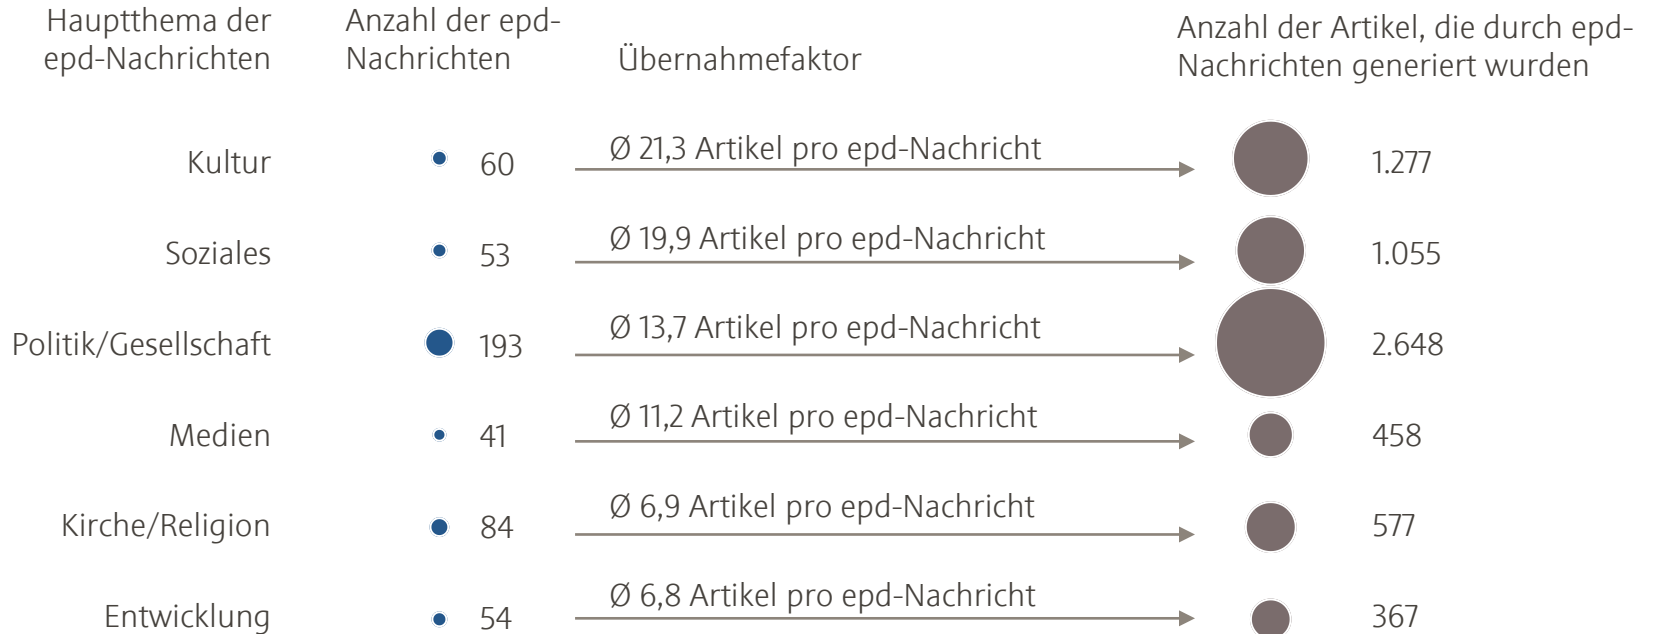 Hauptthema der
epd-Nachrichten
Anzahl der epd-
Nachrichten
Übernahmefaktor
Anzahl der Artikel, die durch epd-
Nachrichten generiert wurden
Kultur 60 Ø 21,3 Artikel pro epd-Nachricht 1.277
Soziales 53 Ø 19,9 Artikel pro epd-Nachricht 1.055
Politik/Gesellschaft 193 Ø 13,7 Artikel pro epd-Nachricht 2.648
Medien 41 Ø 11,2 Artikel pro epd-Nachricht 458
Kirche/Religion 84 Ø 6,9 Artikel pro epd-Nachricht 577
Entwicklung 54 Ø 6,8 Artikel pro epd-Nachricht 367